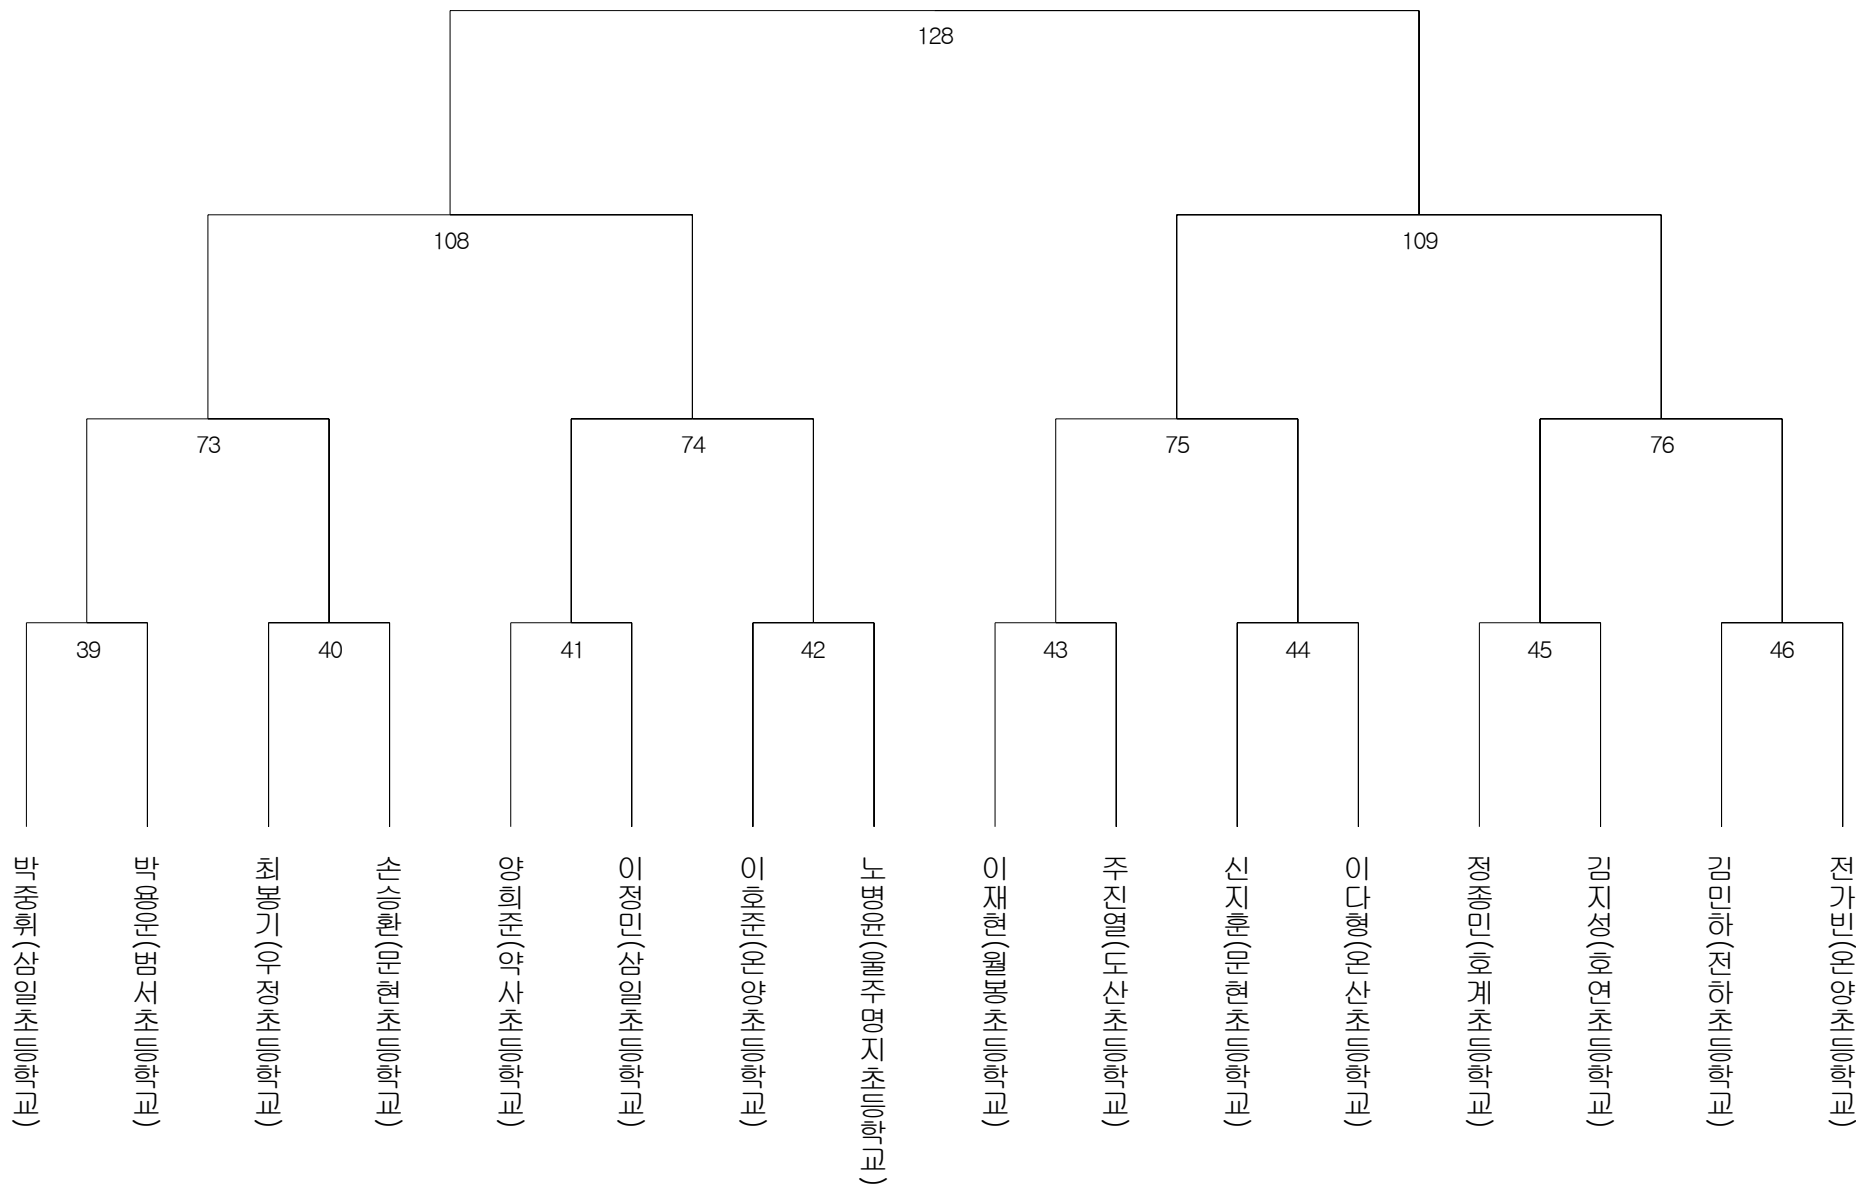 128
108
109
73
74
75
76
39
40
41
42
43
44
45
46
박중휘(삼일초등학교)
박용운(범서초등학교)
최봉기(우정초등학교)
손승환(문현초등학교)
양희준(약사초등학교)
이정민(삼일초등학교)
이호준(온양초등학교)
노병윤(울주명지초등학교)
이재현(월봉초등학교)
주진열(도산초등학교)
신지훈(문현초등학교)
이다형(온산초등학교)
정종민(호계초등학교)
김지성(호연초등학교)
김민하(전하초등학교)
전가빈(온양초등학교)